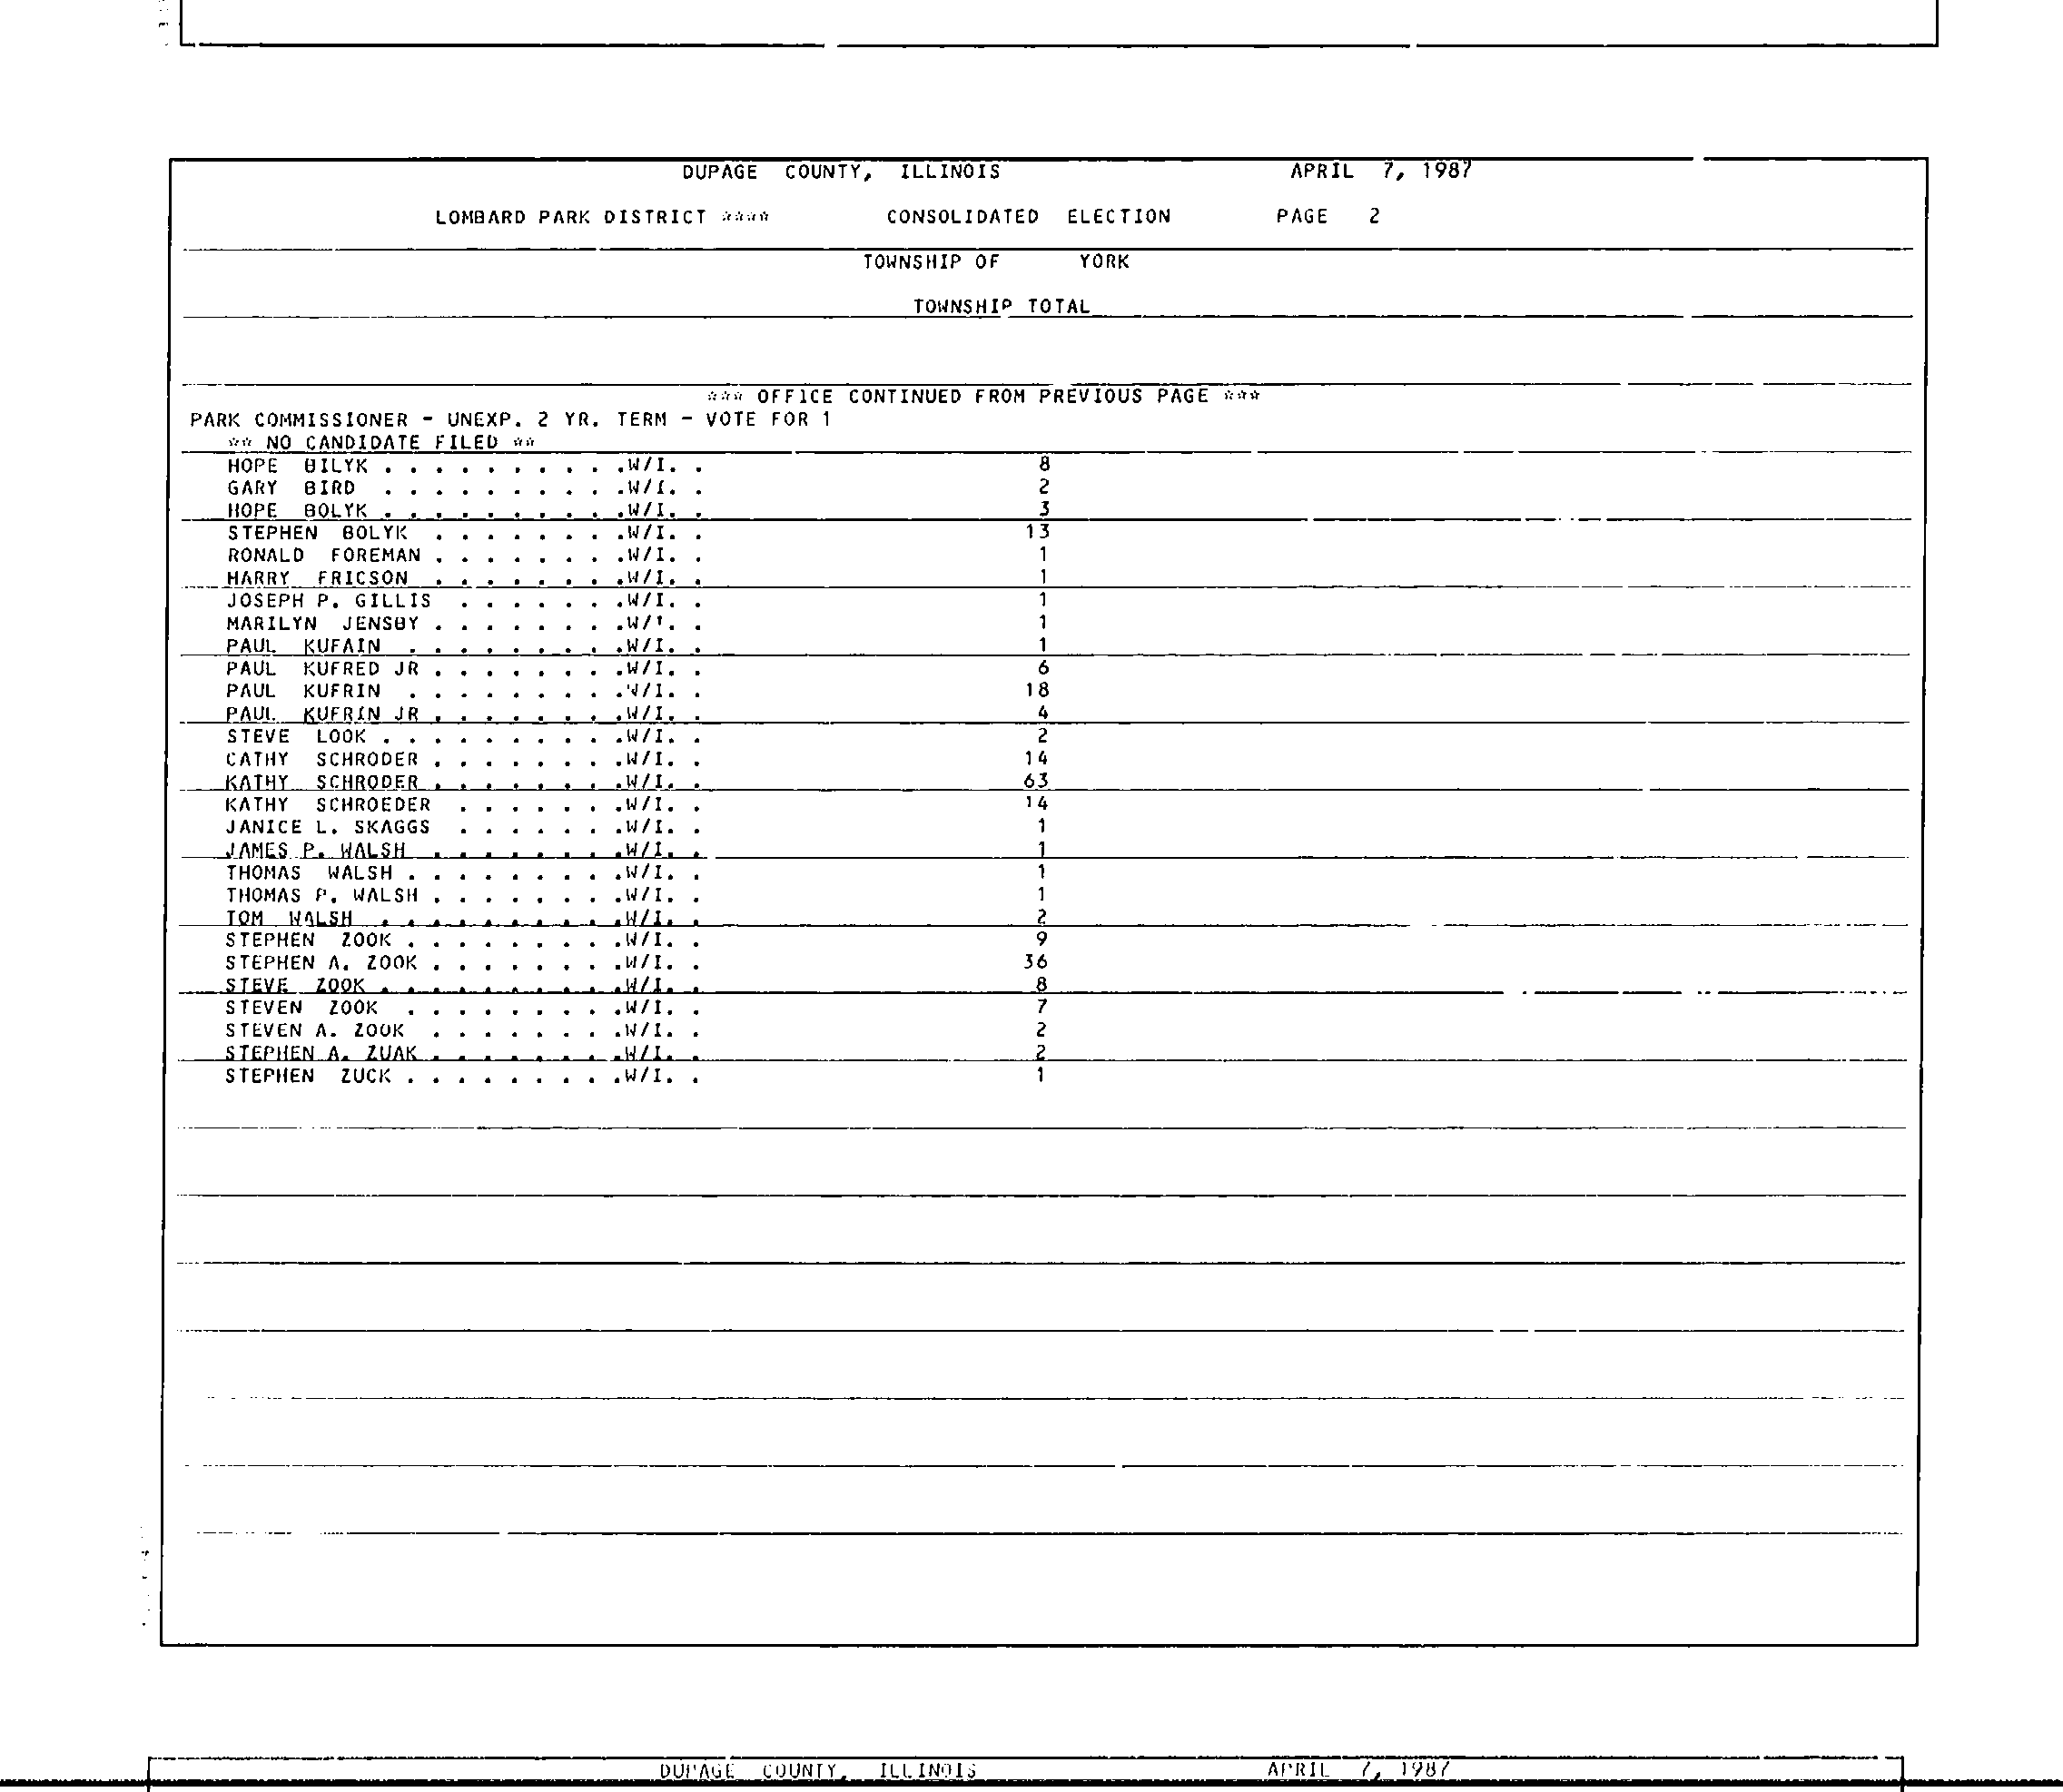 DUPAGE COUNTY, ILLINOIS APRIL 7, 1987
LOMBARD PARK DISTRICT **** CONSOLIDATED ELECTION PAGE 2
TOWNSHIP OF YORK
TOWNSHIP TOTAL
*** OFFICE CONTINUED FROM PREVIOUS PAGE ***
PARK COMMISSIONER - UNEXP. 2 YR. TERM - VOTE FOR 1
** NO CANDIDATE FILED **
HOPE BILYK . . . . . . . . . .W/I. . 8
GARY BIRD . . . . . . . . . .W/I. . 2
HOPE BOLYK . . . . . . . . . .W/I. . 3
STEPHEN BOLYK . . . . . . . .W/I. . 13
RONALD FOREMAN . . . . . . . .W/I. . 1
HARRY FRICSON . . . . . . . .W/I. . 1
JOSEPH P. GILLIS . . . . . . .W/I. . 1
MARILYN JENSBY . . . . . . . .W/I. . 1
PAUL KUFAIN . . . . . . . . .W/I. . 1
PAUL KUFRED JR . . . . . . . .W/I. . 6
PAUL KUFRIN . . . . . . . . .W/I. . 18
PAUL KUFRIN JR . . . . . . . .W/I. . 4
STEVE LOOK . . . . . . . . . .W/I. . 2
CATHY SCHRODER . . . . . . . .W/I. . 14
KATHY SCHRODER . . . . . . . .W/I. . 63
KATHY SCHROEDER . . . . . . .W/I. . 14
JANICE L. SKAGGS . . . . . . .W/I. . 1
JAMES P. WALSH . . . . . . . .W/I. . 1
THOMAS WALSH . . . . . . . . .W/I. . 1
THOMAS P. WALSH . . . . . . . .W/I. . 1
TOM WALSH . . . . . . . . . .W/I. . 2
STEPHEN ZOOK . . . . . . . . .W/I. . 9
STEPHEN A. ZOOK . . . . . . . .W/I. . 36
STEVE ZOOK . . . . . . . . . .W/I. . 8
STEVEN ZOOK . . . . . . . . .W/I. . 7
STEVEN A. ZOOK . . . . . . . .W/I. . 2
STEPHEN A. ZUAK . . . . . . . .W/I. . 2
STEPHEN ZUCK . . . . . . . . .W/I. . 1
DUPAGE COUNTY, ILLINOIS APRIL 7, 1987